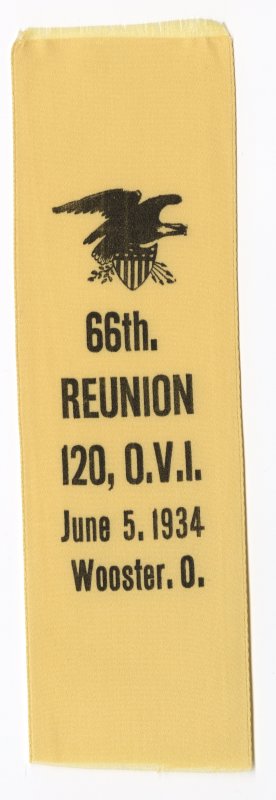 66th.
REUNION
120, O.V.I.
June 5. 1934
Wooster. O.